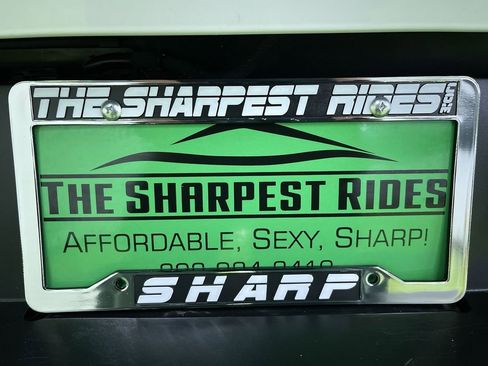 THE SHARPEST RIDES
THE SHARPEST RIDES
AFFORDABLE, SEXY, SHARP!
SHARP